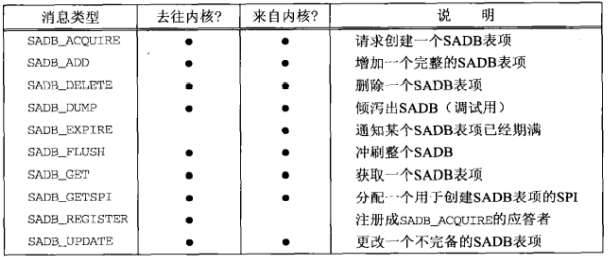 消息类型 去往内核? 来自内核? 说 明
SADB_ACQUIRE ● ● 请求创建一个SADB表项
SADB_ADD ● ● 增加一个完整的SADB表项
SADB_DELETE ● ● 删除一个SADB表项
SADB_DUMP ● ● 倾泻出SADB（调试用）
SADB_EXPIRE ● 通知某个SADB表项已经期满
SADB_FLUSH ● ● 冲刷整个SADB
SADB_GET ● ● 获取一个SADB表项
SADB_GETSPI ● ● 分配一个用于创建SADB表项的SPI
SADB_REGISTER ● 注册成SADB_ACQUIRE的应答者
SADB_UPDATE ● ● 更改一个不完备的SADB表项